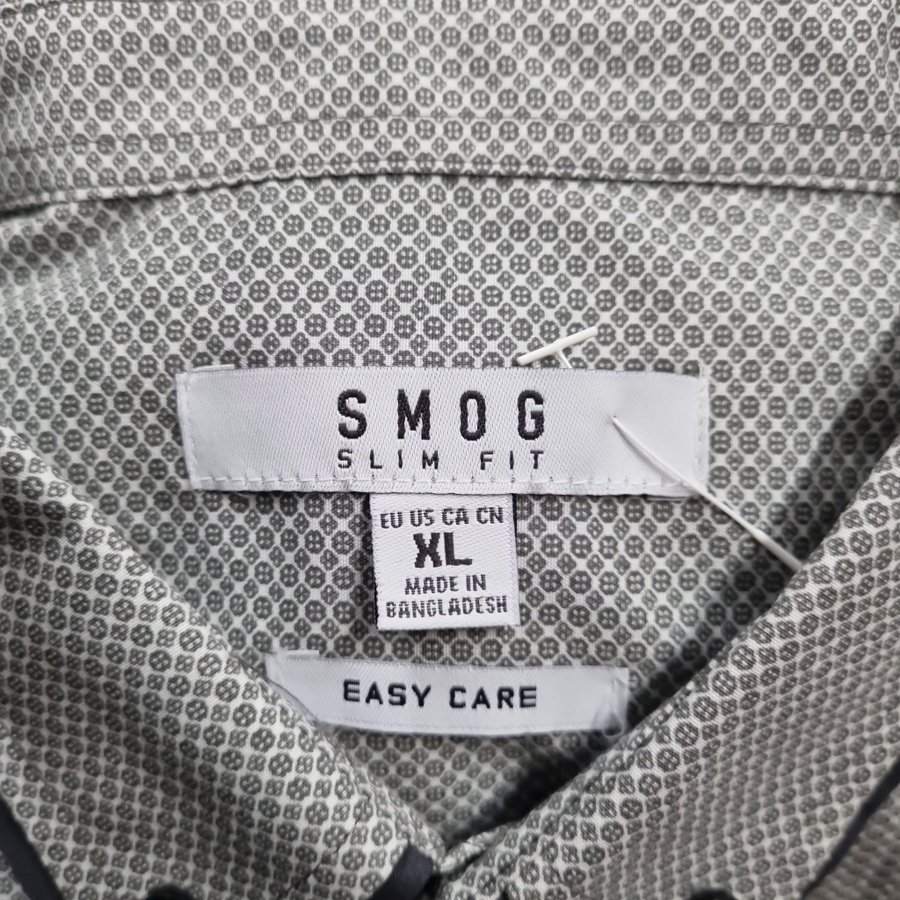 SMOG
SLIM FIT
EU US CA CN
XL
MADE IN
BANGLADESH
EASY CARE